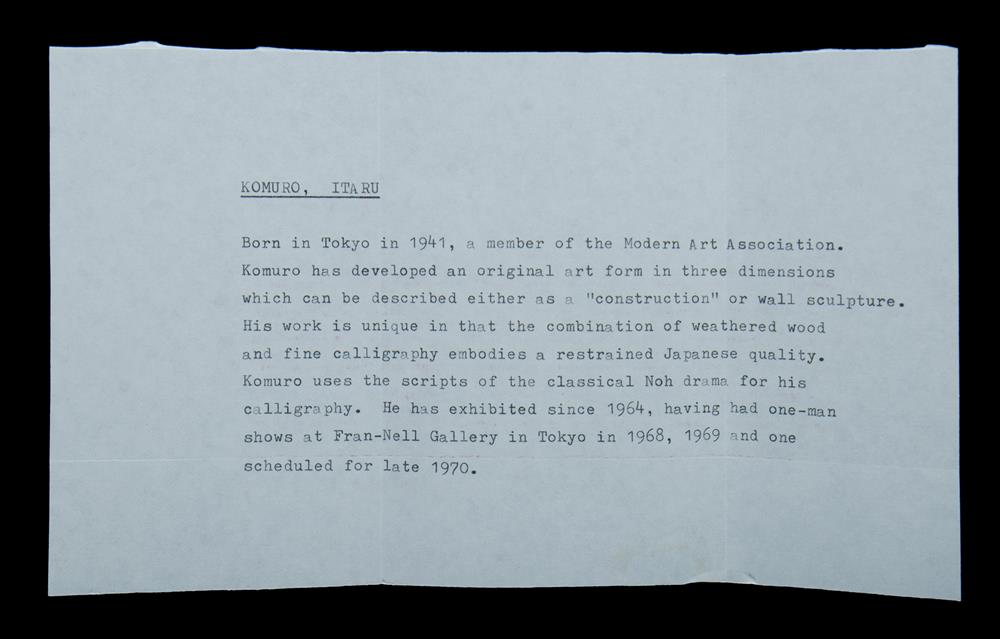 KOMURO, ITARU
Born in Tokyo in 1941, a member of the Modern Art Association.
Komuro has developed an original art form in three dimensions
which can be described either as a "construction" or wall sculpture.
His work is unique in that the combination of weathered wood
and fine calligraphy embodies a restrained Japanese quality.
Komuro uses the scripts of the classical Noh drama for his
calligraphy. He has exhibited since 1964, having had one-man
shows at Fran-Nell Gallery in Tokyo in 1968, 1969 and one
scheduled for late 1970.